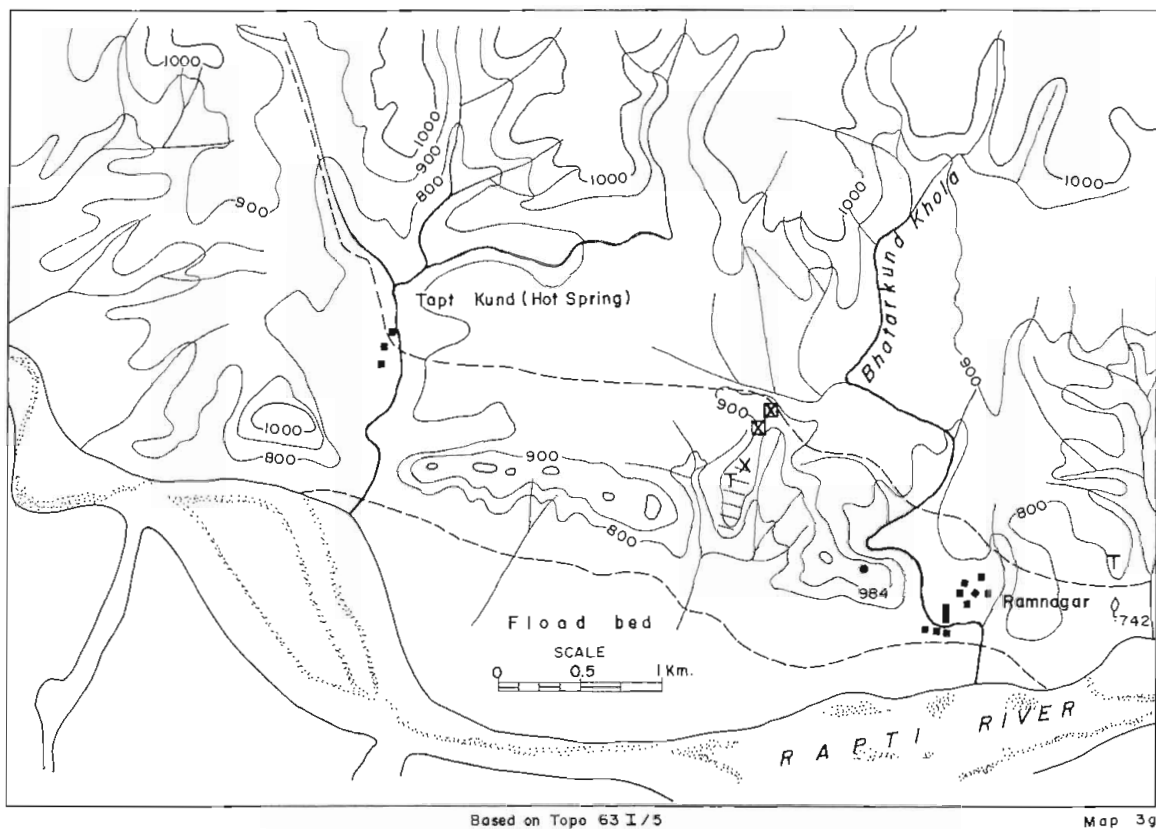 1000
1000
900
800
1000
1000
1000
900
Bhatarkund Khola
Tapt Kund (Hot Spring)
900
900
1000
800
900
T X
800
800
T
984
Ramnagar
742
Fload bed
SCALE
0 0.5 1 Km.
RAPTI RIVER
Based on Topo 63 I/5
Map 3g